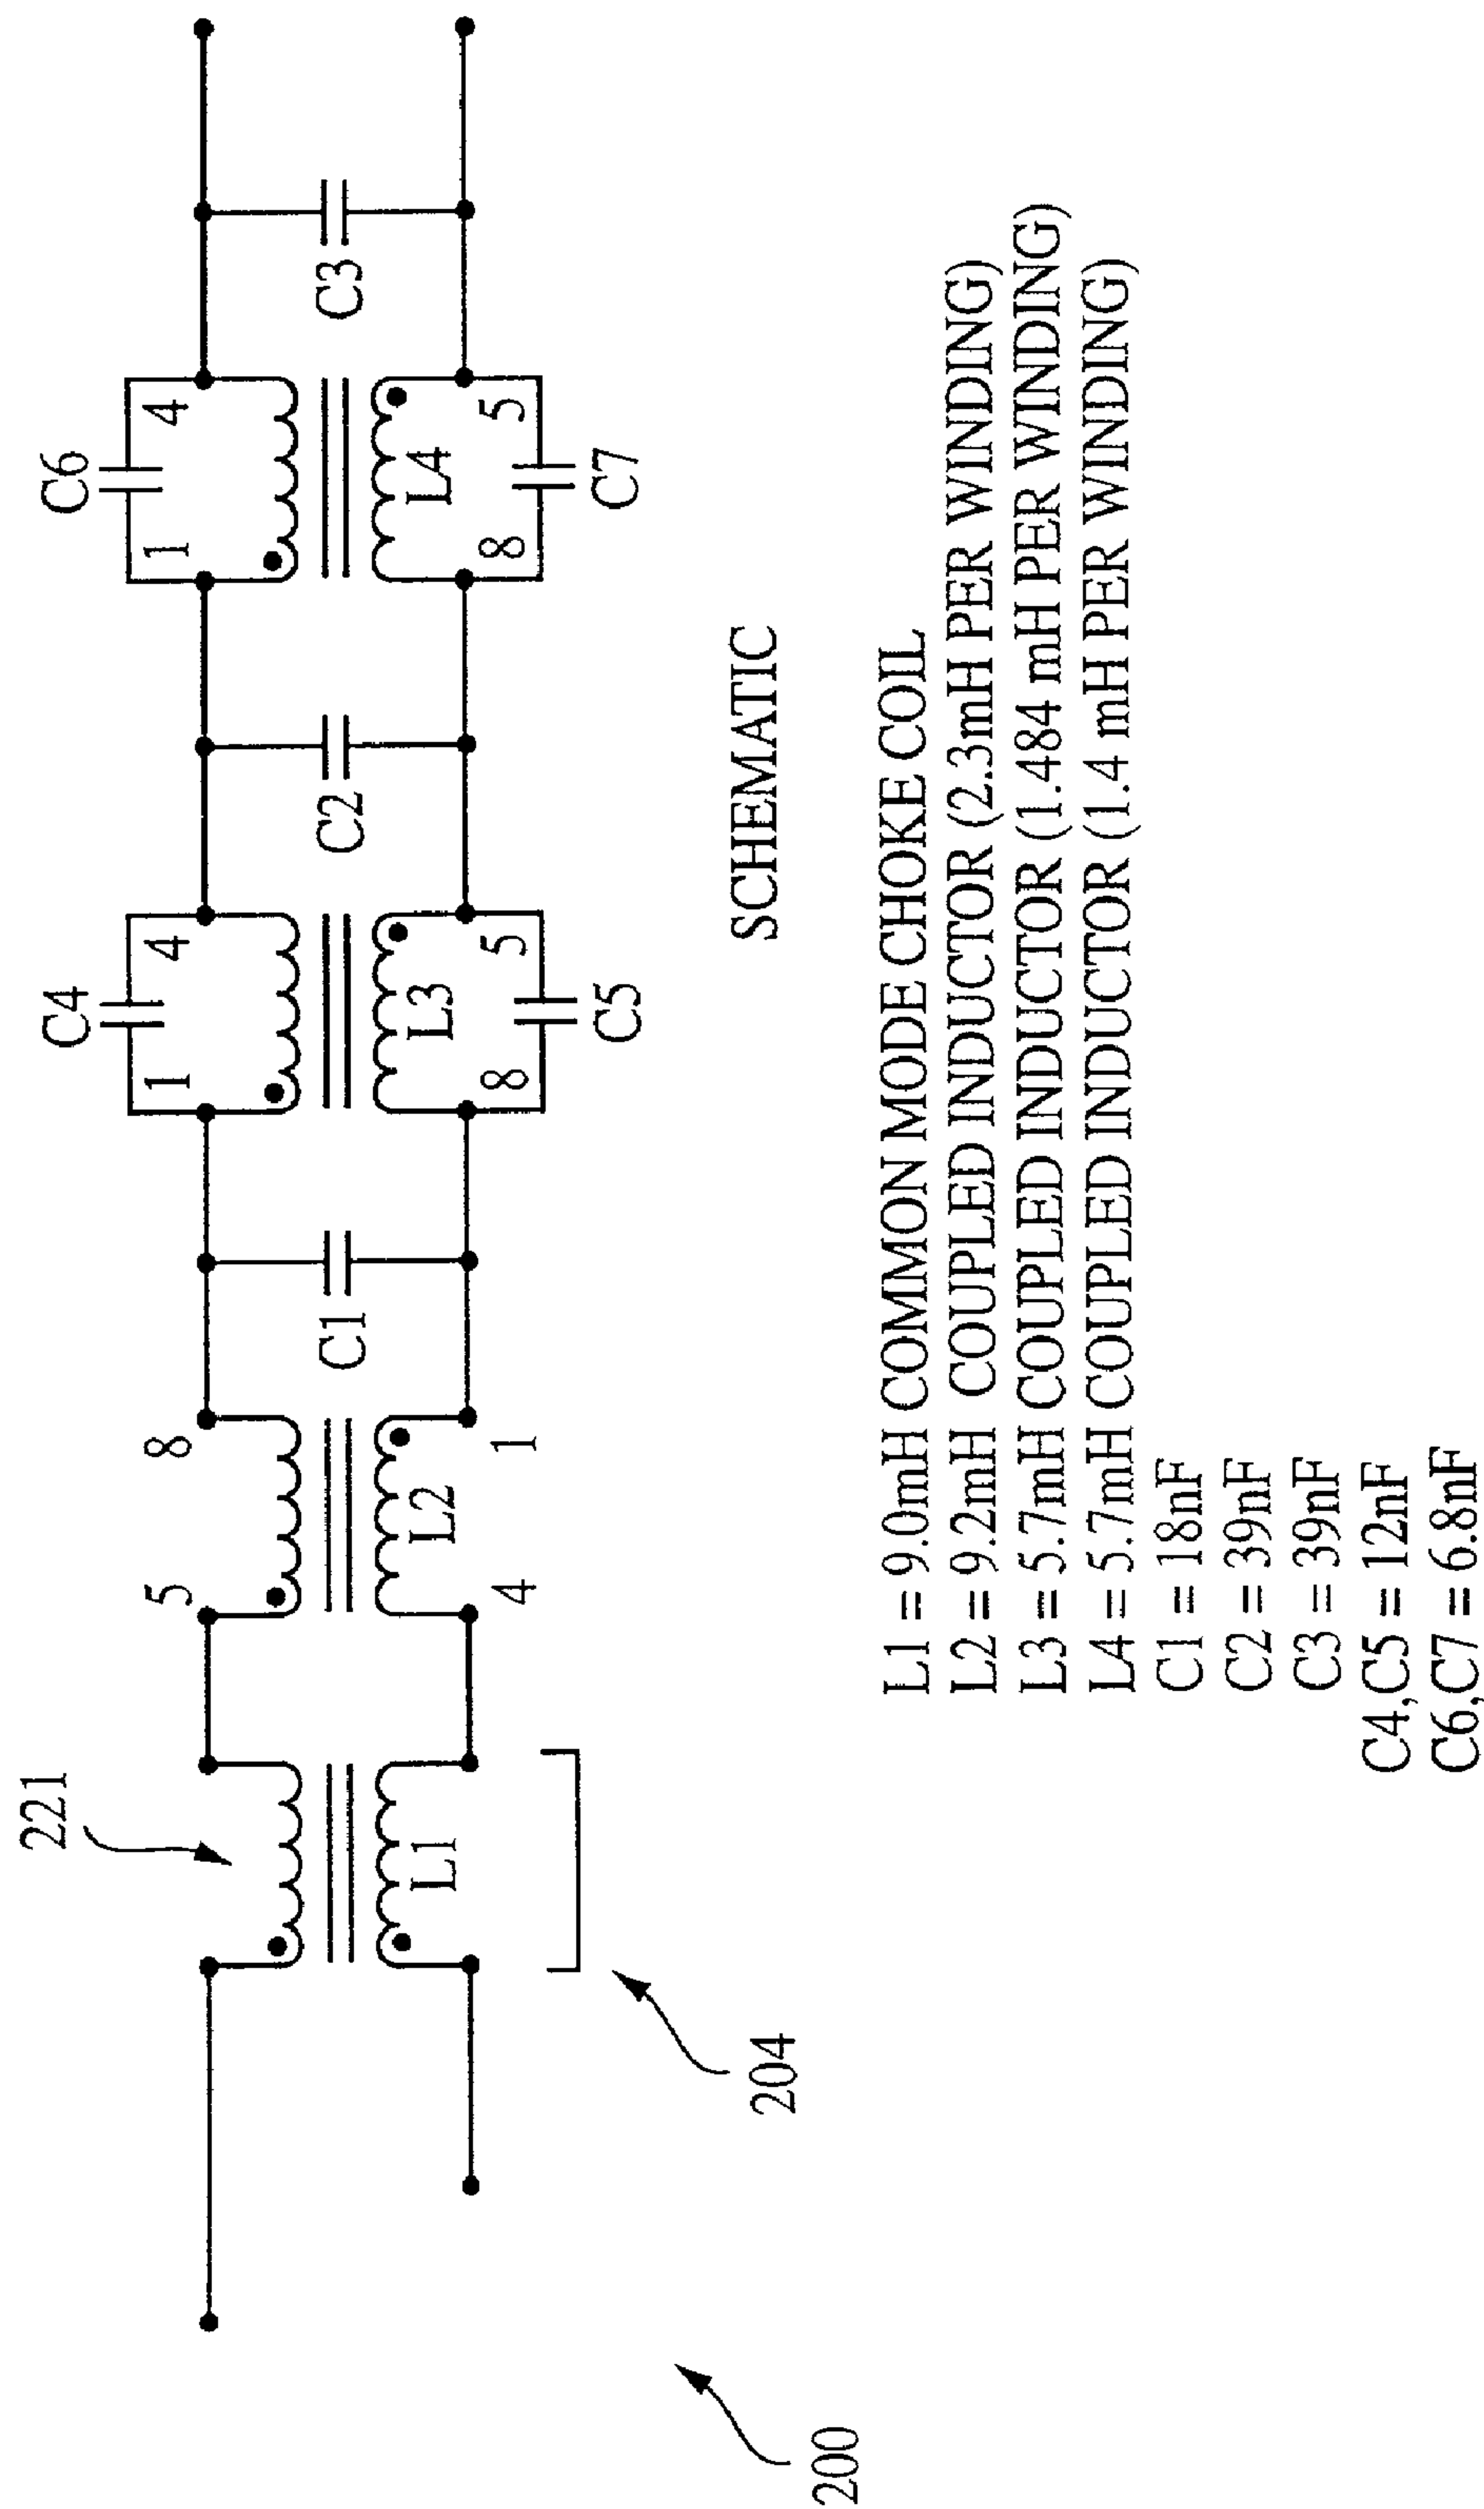 221
C4
C6
5
8
1
4
1
4
L1
L2
C1
L3
C2
L4
C3
4
1
8
5
8
5
C5
C7
204
200
SCHEMATIC
L1 = 9.0mH COMMON MODE CHOKE COIL
L2 = 9.2mH COUPLED INDUCTOR (2.3mH PER WINDING)
L3 = 5.7mH COUPLED INDUCTOR (1.484 mH PER WINDING)
L4 = 5.7mH COUPLED INDUCTOR (1.4 mH PER WINDING)
C1 = 18nF
C2 = 39nF
C3 = 39nF
C4,C5 = 12nF
C6,C7 = 6.8nF